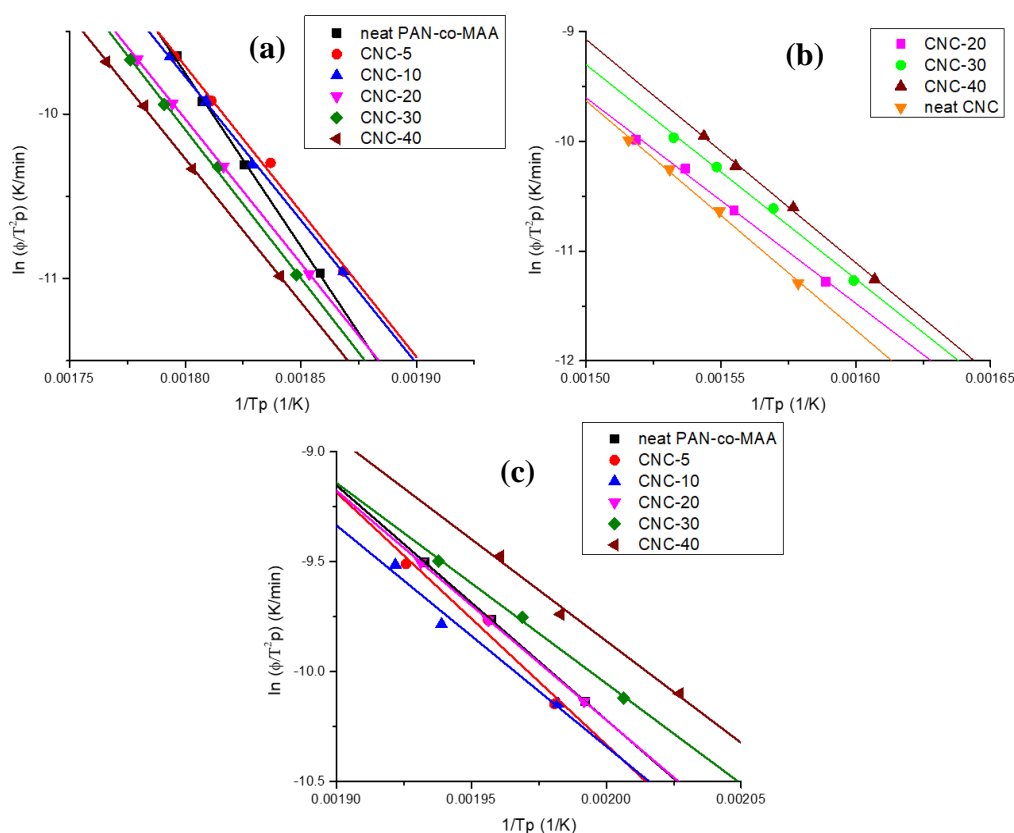 (a)
neat PAN-co-MAA
CNC-5
CNC-10
CNC-20
CNC-30
CNC-40
-10
-11
ln (ϕ/T²p) (K/min)
0.00175 0.00180 0.00185 0.00190
1/Tp (1/K)
(b)
CNC-20
CNC-30
CNC-40
neat CNC
-9
-10
-11
-12
ln (ϕ/T²p) (K/min)
0.00150 0.00155 0.00160 0.00165
1/Tp (1/K)
(c)
neat PAN-co-MAA
CNC-5
CNC-10
CNC-20
CNC-30
CNC-40
-9.0
-9.5
-10.0
-10.5
ln (ϕ/T²p) (K/min)
0.00190 0.00195 0.00200 0.00205
1/Tp (1/K)